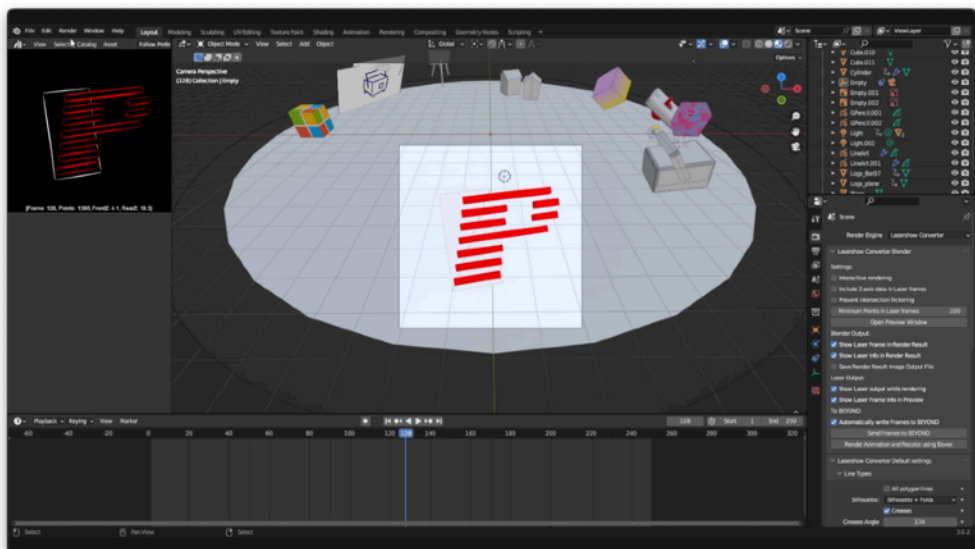 File Edit Render Window Help Layout Modeling Sculpting UV Editing Texture Paint Shading Animation Rendering Compositing Geometry Nodes Scripting + Scene ViewLayer
View Select Catalog Asset Follow Prefe
Object Mode View Select Add Object Global
Options
Camera Perspective
(128) Collection | Empty
[Frame: 128, Points: 1380,
Cube.010
Cube.011
Cylinder
Empty
Empty.001
Empty.002
GPencil.001
GPencil.002
Light
Light.001
LineArt
LineArt.001
Logo_Bar07
Logo_plane
Scene
Render Engine Lasershow Converter
Lasershow Converter Blender
Settings:
Interactive rendering
Include Z-axis data in Laser frames
Prevent intersection flickering
Minimum Points in Laser frames 200
Open Preview Window
Blender Output:
Show Laser Frame in Render Result
Show Laser Info in Render Result
Save Render Result Image Output File
Laser Output:
Show Laser output while rendering
Show Laser Frame Info in Preview
To BEYOND:
Automatically write Frames to BEYOND
Send Frames to BEYOND
Render Animation and Recolor using Eevee
Lasershow Converter Default settings
Line Types
All polygon lines
Silhouette: Silhouette + Folds
Creases
Creases Angle 134
Playback Keying View Marker 128 Start 1 End 250
-60 -40 -20 0 20 40 60 80 100 120 128 140 160 180 200 220 240 260 280 300 320
Select Pan View Select 3.6.2